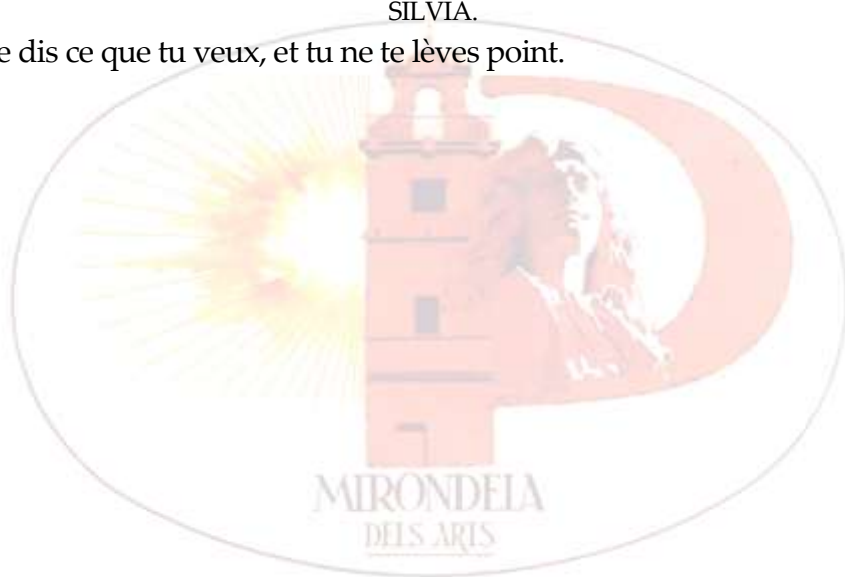 SILVIA.
e dis ce que tu veux, et tu ne te lèves point.
MIRONDELA
DELS ARTS